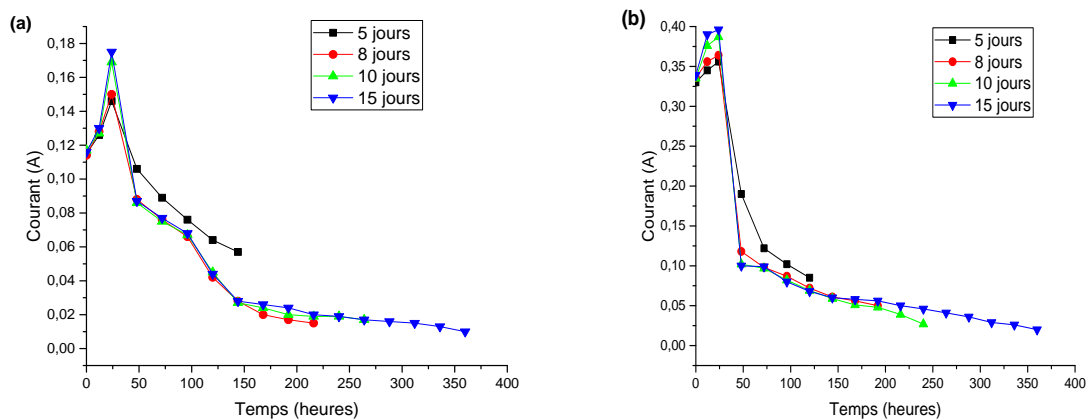 (a)
5 jours
8 jours
10 jours
15 jours
0,18
0,16
0,14
0,12
0,10
0,08
0,06
0,04
0,02
0,00
Courant (A)
0
50
100
150
200
250
300
350
400
Temps (heures)
(b)
5 jours
8 jours
10 jours
15 jours
0,40
0,35
0,30
0,25
0,20
0,15
0,10
0,05
0,00
Courant (A)
0
50
100
150
200
250
300
350
400
Temps (heures)